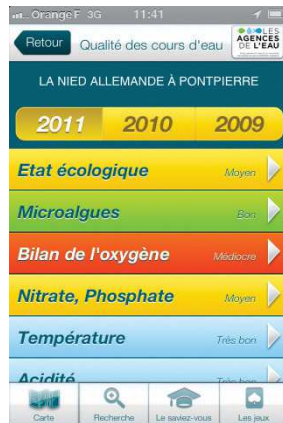 Orange F 3G 11:41
Retour Qualité des cours d'eau
LES
AGENCES
DE L'EAU
LA NIED ALLEMANDE À PONTPIERRE
2011 2010 2009
Etat écologique Moyen
Microalgues Bon
Bilan de l'oxygène Médiocre
Nitrate, Phosphate Moyen
Température Très bon
Acidité Très bon
Carte Recherche Le saviez-vous Les jeux